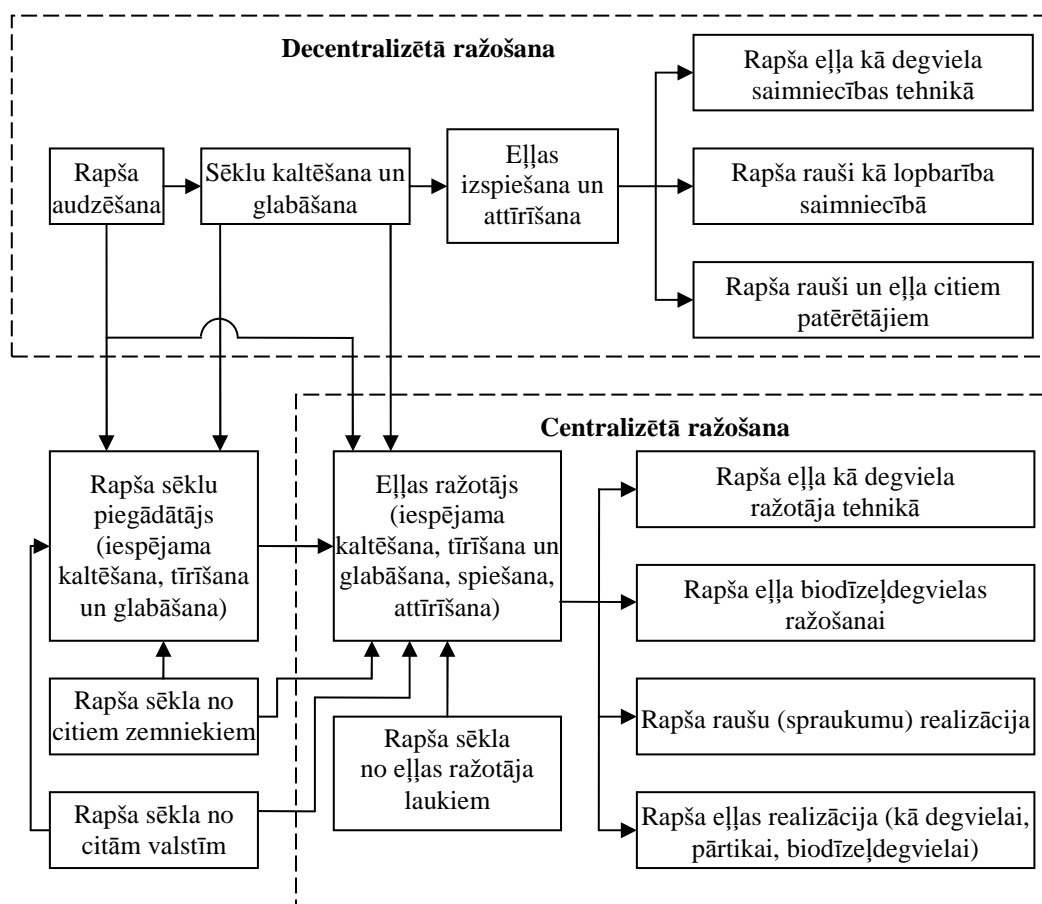 Decentralizētā ražošana
Rapša
audzēšana
Sēklu kaltēšana un
glabāšana
Eļļas
izspiešana un
attīrīšana
Rapša eļļa kā degviela
saimniecības tehnikā
Rapša rauši kā lopbarība
saimniecībā
Rapša rauši un eļļa citiem
patērētājiem
Centralizētā ražošana
Rapša sēklu
piegādātājs
(iespējama
kaltēšana, tīrīšana
un glabāšana)
Eļļas ražotājs
(iespējama
kaltēšana, tīrīšana un
glabāšana, spiešana,
attīrīšana)
Rapša eļļa kā degviela
ražotāja tehnikā
Rapša eļļa biodīzeļdegvielas
ražošanai
Rapša raušu (spraukumu) realizācija
Rapša eļļas realizācija (kā degvielai,
pārtikai, biodīzeļdegvielai)
Rapša sēkla no
citiem zemniekiem
Rapša sēkla no
citām valstīm
Rapša sēkla
no eļļas ražotāja
laukiem